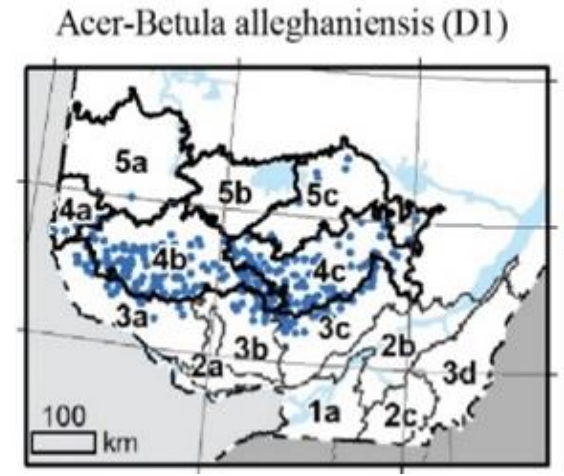 Acer-Betula alleghaniensis (D1)
5a
5b
5c
4a
4b
4c
3a
3b
3c
2a
2b
3d
1a
2c
100
km